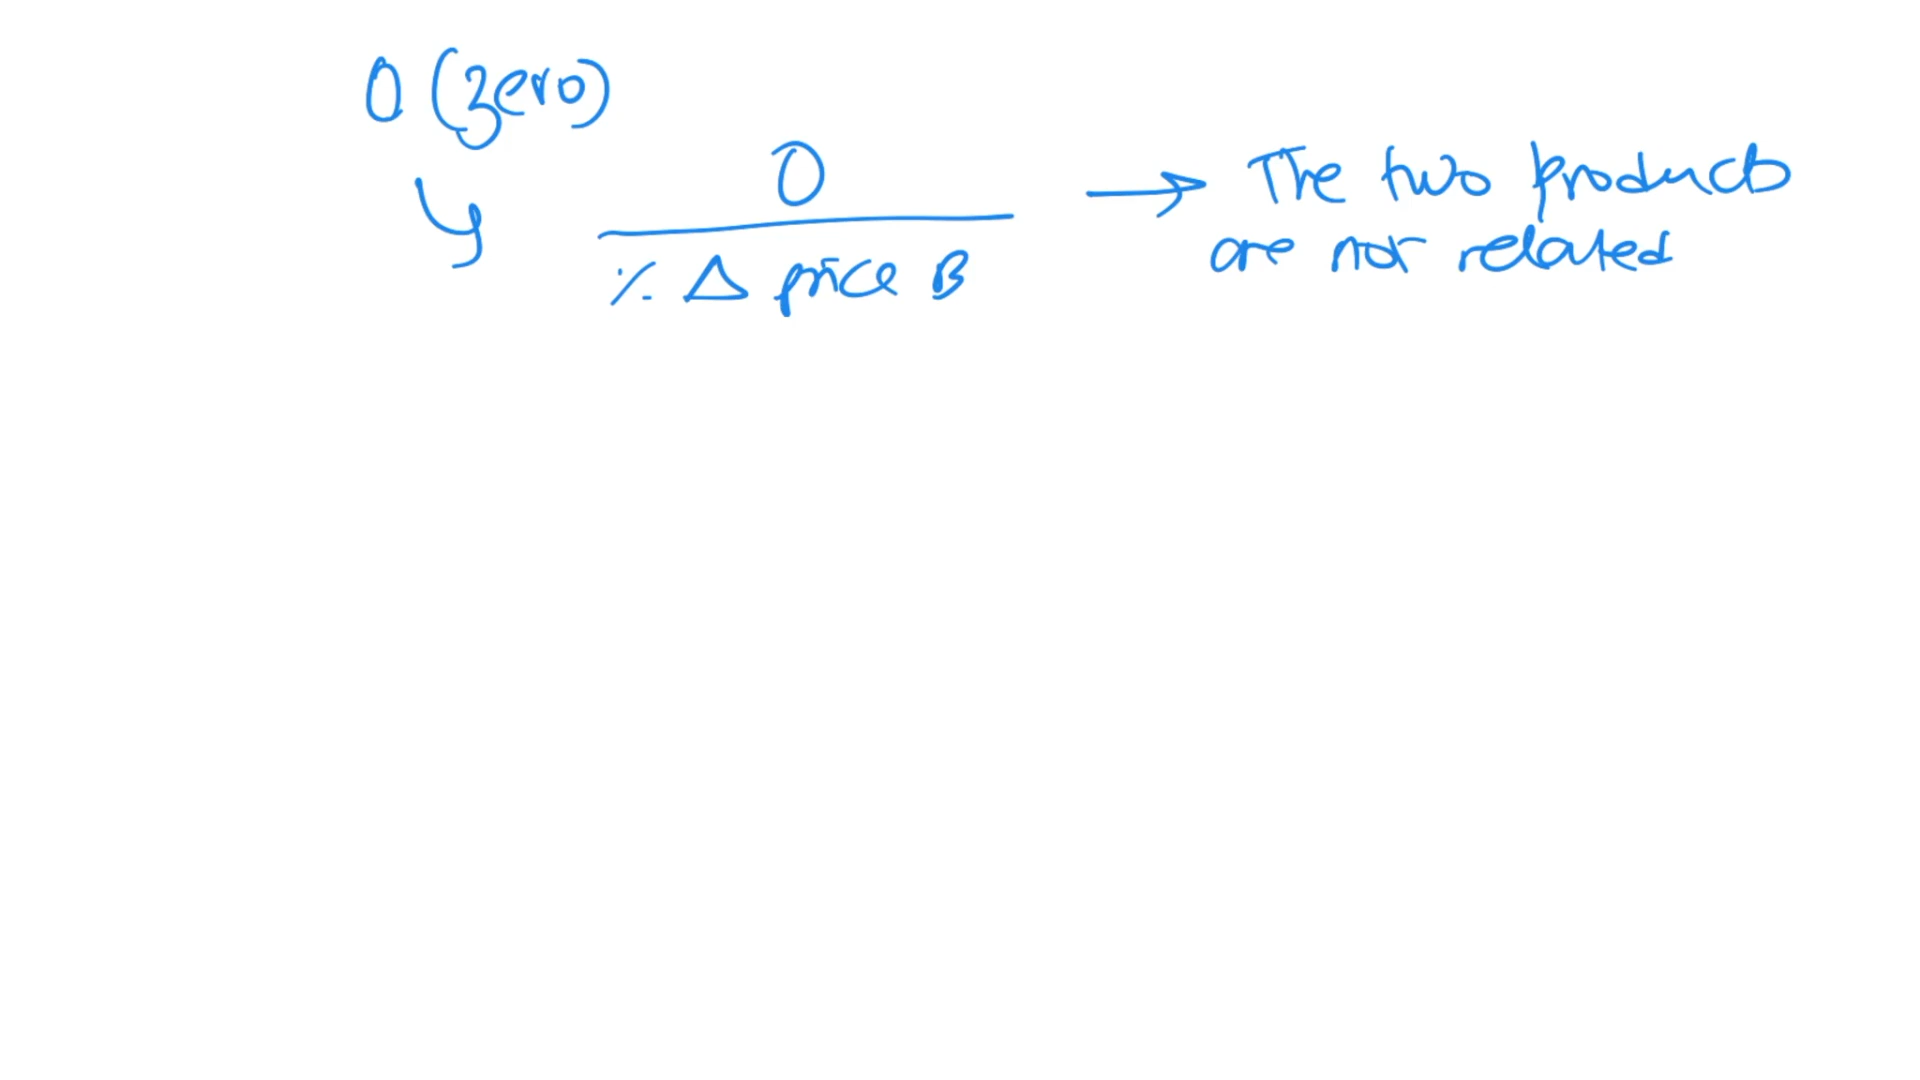 0 (zero)
0
% Δ price B
→ The two products
are not related